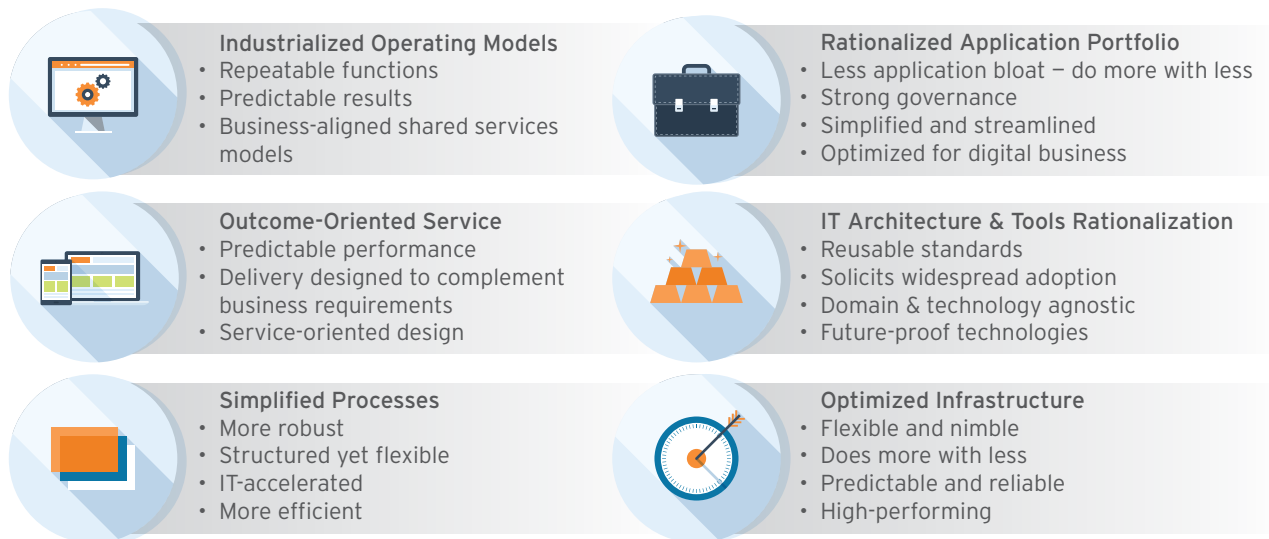 Industrialized Operating Models
• Repeatable functions
• Predictable results
• Business-aligned shared services
models
Rationalized Application Portfolio
• Less application bloat — do more with less
• Strong governance
• Simplified and streamlined
• Optimized for digital business
Outcome-Oriented Service
• Predictable performance
• Delivery designed to complement
business requirements
• Service-oriented design
IT Architecture & Tools Rationalization
• Reusable standards
• Solicits widespread adoption
• Domain & technology agnostic
• Future-proof technologies
Simplified Processes
• More robust
• Structured yet flexible
• IT-accelerated
• More efficient
Optimized Infrastructure
• Flexible and nimble
• Does more with less
• Predictable and reliable
• High-performing